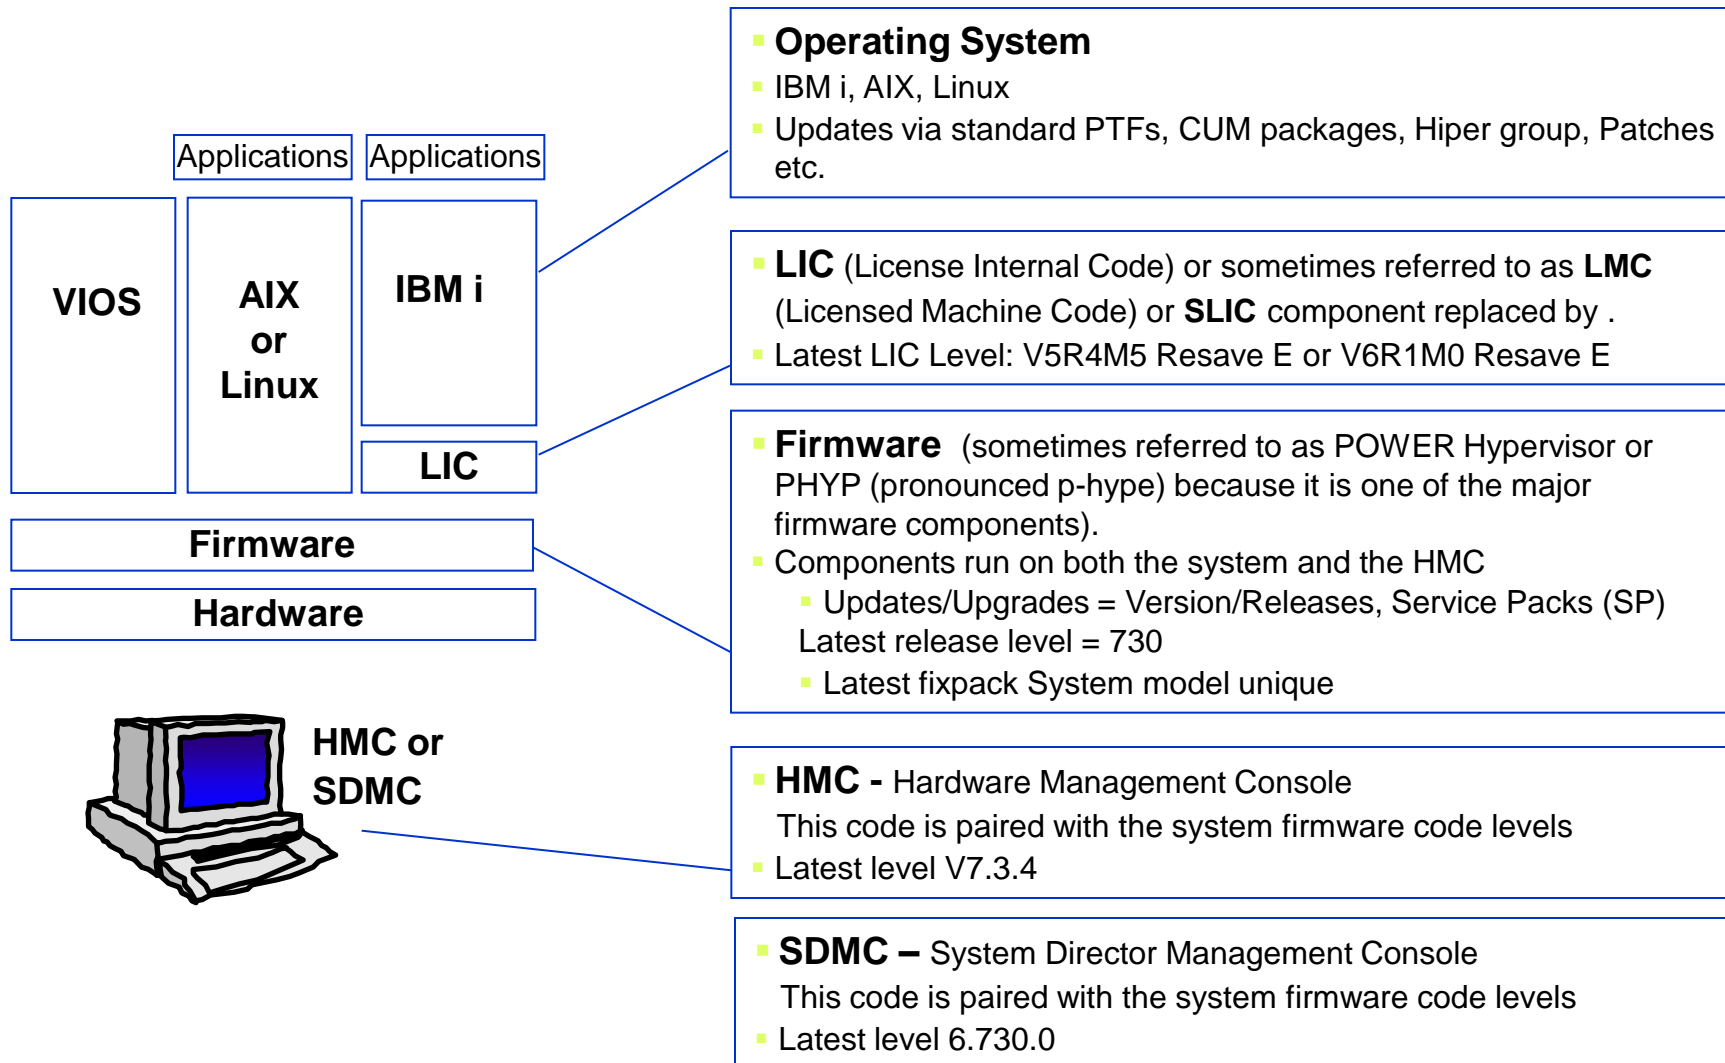 Applications
Applications
VIOS
AIX
or
Linux
IBM i
LIC
Firmware
Hardware
HMC or
SDMC
Operating System
IBM i, AIX, Linux
Updates via standard PTFs, CUM packages, Hiper group, Patches
etc.
LIC (License Internal Code) or sometimes referred to as LMC
(Licensed Machine Code) or SLIC component replaced by .
Latest LIC Level: V5R4M5 Resave E or V6R1M0 Resave E
Firmware (sometimes referred to as POWER Hypervisor or
PHYP (pronounced p-hype) because it is one of the major
firmware components).
Components run on both the system and the HMC
Updates/Upgrades = Version/Releases, Service Packs (SP)
Latest release level = 730
Latest fixpack System model unique
HMC - Hardware Management Console
This code is paired with the system firmware code levels
Latest level V7.3.4
SDMC – System Director Management Console
This code is paired with the system firmware code levels
Latest level 6.730.0